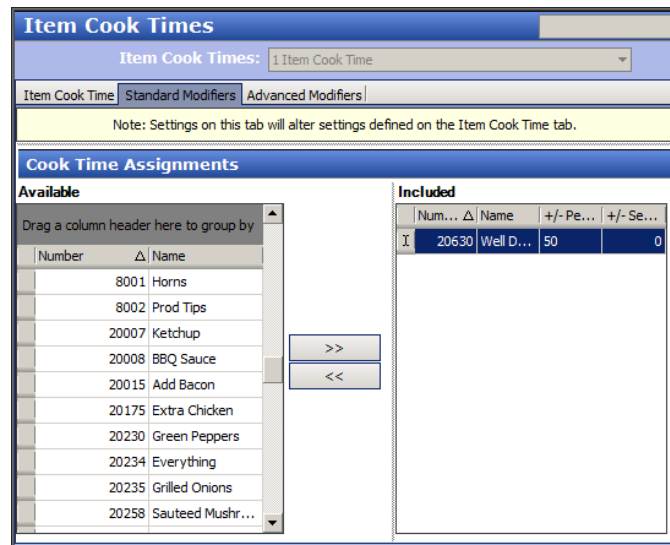 Item Cook Times
Item Cook Times: 1 Item Cook Time
Item Cook Time Standard Modifiers Advanced Modifiers
Note: Settings on this tab will alter settings defined on the Item Cook Time tab.
Cook Time Assignments
Available Included
Drag a column header here to group by
Number Name
8001 Horns
8002 Prod Tips
20007 Ketchup
20008 BBQ Sauce
20015 Add Bacon
20175 Extra Chicken
20230 Green Peppers
20234 Everything
20235 Grilled Onions
20258 Sauteed Mushr...
>>
<<
Num... Name +/- Pe... +/- Se...
20630 Well D... 50 0